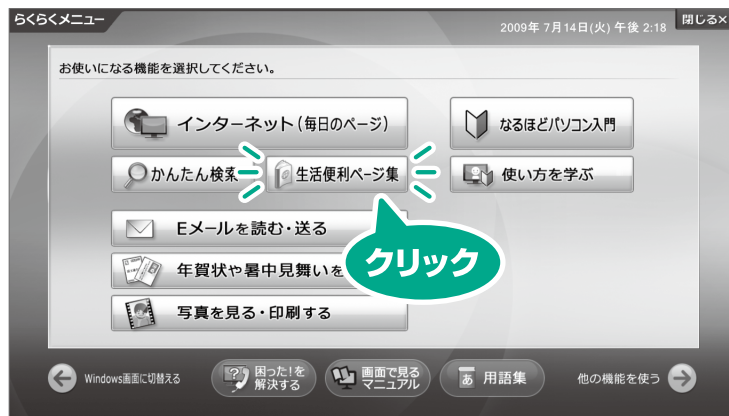 らくらくメニュー
2009年 7月14日(火) 午後 2:18
閉じる×
お使いになる機能を選択してください。
インターネット(毎日のページ)
なるほどパソコン入門
かんたん検索
生活便利ページ集
使い方を学ぶ
Eメールを読む・送る
クリック
年賀状や暑中見舞いを
写真を見る・印刷する
Windows画面に切替える
困った!を
解決する
画面で見る
マニュアル
あ 用語集
他の機能を使う